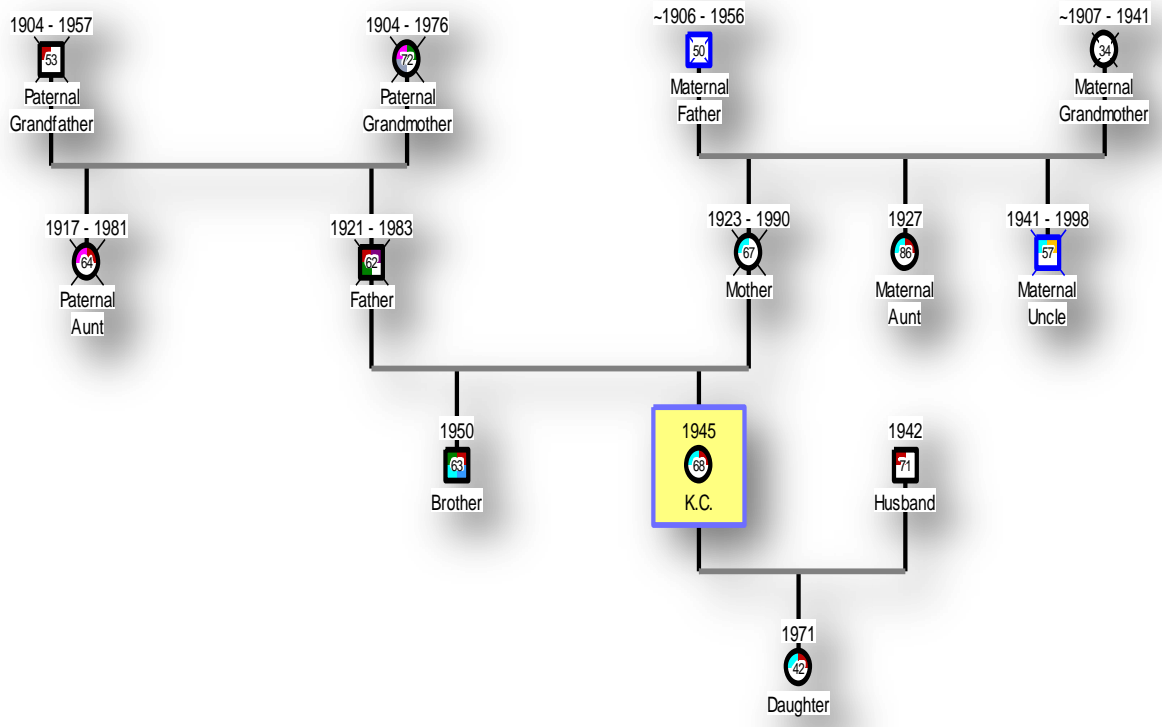 1904 - 1957
53
Paternal
Grandfather
1904 - 1976
72
Paternal
Grandmother
~1906 - 1956
50
Maternal
Father
~1907 - 1941
34
Maternal
Grandmother
1917 - 1981
64
Paternal
Aunt
1921 - 1983
62
Father
1923 - 1990
67
Mother
1927
86
Maternal
Aunt
1941 - 1998
57
Maternal
Uncle
1950
63
Brother
1945
68
K.C.
1942
71
Husband
1971
42
Daughter